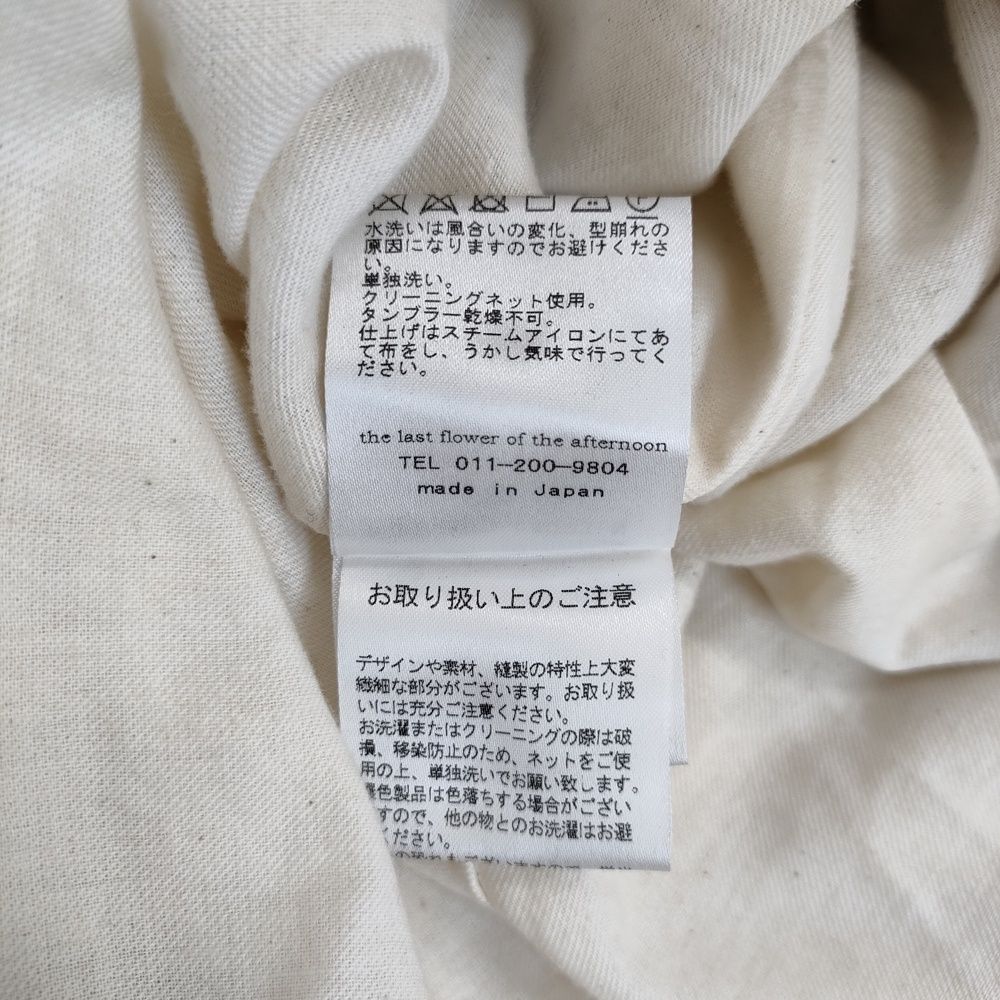 水洗いは風合いの変化、型崩れの
原因になりますのでお避けくださ
い。
単独洗い。
クリーニングネット使用。
タンブラー乾燥不可。
仕上げはスチームアイロンにてあ
て布をし、うかし気味で行ってく
ださい。
the last flower of the afternoon
TEL 011-200-9804
made in Japan
お取り扱い上のご注意
デザインや素材、縫製の特性上大変
繊細な部分がございます。お取り扱
いには充分ご注意ください。
お洗濯またはクリーニングの際は破
損、移染防止のため、ネットをご使
用の上、単独洗いでお願い致します。
色製品は色落ちする場合がござい
ますので、他の物とのお洗濯はお避
ください。